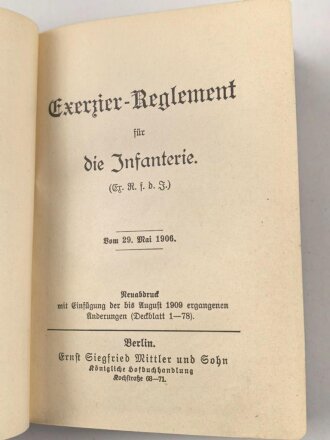 Exerzier-Reglement
für
die Infanterie.
(Ex. R. f. d. I.)
Vom 29. Mai 1906.
Neuabdruck
mit Einfügung der bis August 1909 ergangenen
Änderungen (Deckblatt 1—78).
Berlin.
Ernst Siegfried Mittler und Sohn
Königliche Hofbuchhandlung
Kochstraße 68—71.